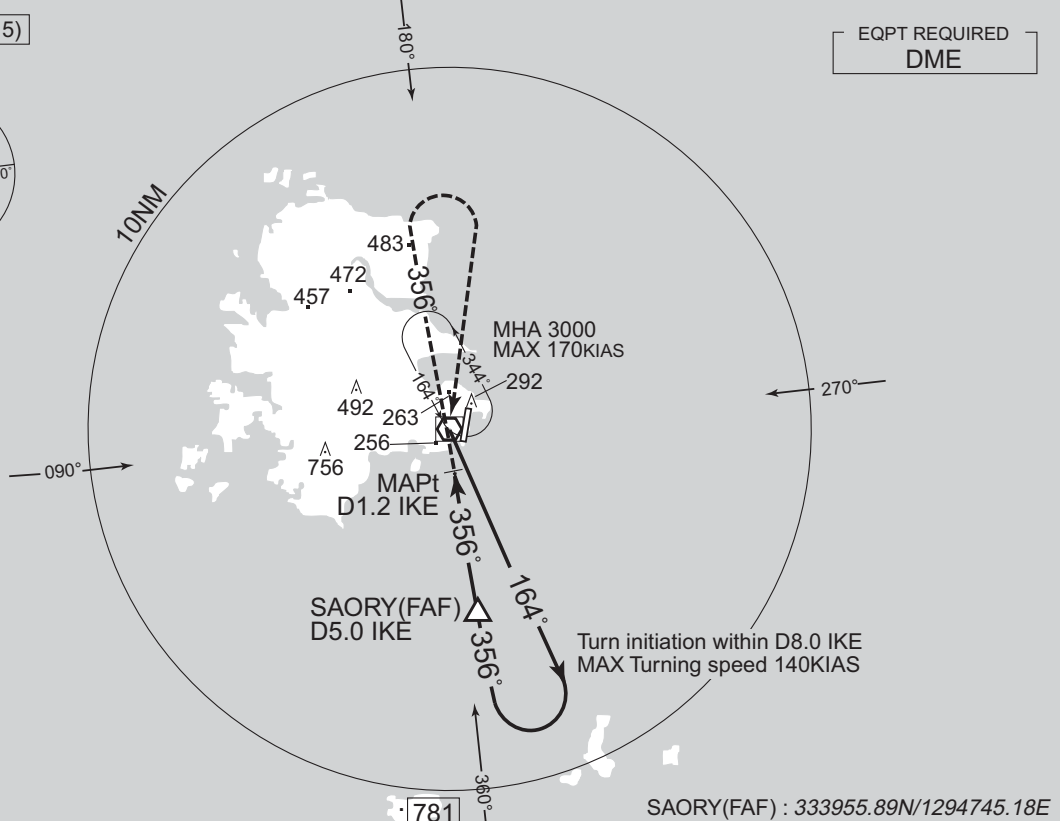 5)
180°
EQPT REQUIRED
DME
0°
10NM
483
356°
472
457
MHA 3000
MAX 170KIAS
344°
164°
292
492
263
256
270°
756
090°
MAPt
D1.2 IKE
356°
164°
SAORY(FAF)
D5.0 IKE
356°
Turn initiation within D8.0 IKE
MAX Turning speed 140KIAS
360°
781
SAORY(FAF) : 333955.89N/1294745.18E